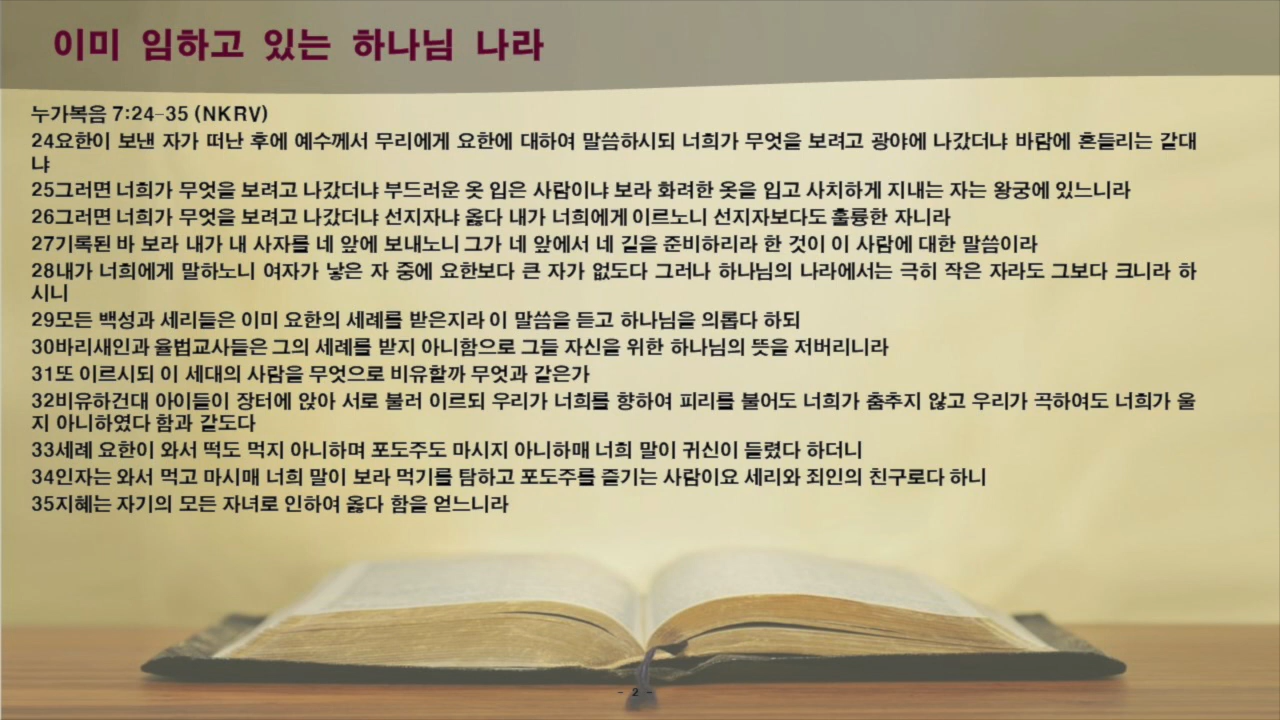 이미 임하고 있는 하나님 나라
누가복음 7:24-35 (NKRV)
24요한이 보낸 자가 떠난 후에 예수께서 무리에게 요한에 대하여 말씀하시되 너희가 무엇을 보려고 광야에 나갔더냐 바람에 흔들리는 갈대
냐
25그러면 너희가 무엇을 보려고 나갔더냐 부드러운 옷 입은 사람이냐 보라 화려한 옷을 입고 사치하게 지내는 자는 왕궁에 있느니라
26그러면 너희가 무엇을 보려고 나갔더냐 선지자냐 옳다 내가 너희에게 이르노니 선지자보다도 훌륭한 자니라
27기록된 바 보라 내가 내 사자를 네 앞에 보내노니 그가 네 앞에서 네 길을 준비하리라 한 것이 이 사람에 대한 말씀이라
28내가 너희에게 말하노니 여자가 낳은 자 중에 요한보다 큰 자가 없도다 그러나 하나님의 나라에서는 극히 작은 자라도 그보다 크니라 하
시니
29모든 백성과 세리들은 이미 요한의 세례를 받은지라 이 말씀을 듣고 하나님을 의롭다 하되
30바리새인과 율법교사들은 그의 세례를 받지 아니함으로 그들 자신을 위한 하나님의 뜻을 저버리니라
31또 이르시되 이 세대의 사람을 무엇으로 비유할까 무엇과 같은가
32비유하건대 아이들이 장터에 앉아 서로 불러 이르되 우리가 너희를 향하여 피리를 불어도 너희가 춤추지 않고 우리가 곡하여도 너희가 울
지 아니하였다 함과 같도다
33세례 요한이 와서 떡도 먹지 아니하며 포도주도 마시지 아니하매 너희 말이 귀신이 들렸다 하더니
34인자는 와서 먹고 마시매 너희 말이 보라 먹기를 탐하고 포도주를 즐기는 사람이요 세리와 죄인의 친구로다 하니
35지혜는 자기의 모든 자녀로 인하여 옳다 함을 얻느니라
- 2 -